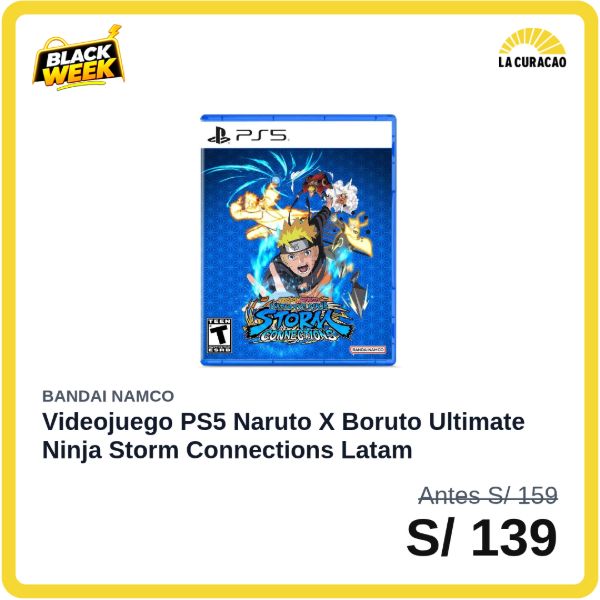 BLACK
WEEK
LA CURACAO
PS5
STORM
CONNECTIONS
TEEN
T
ESRB
BANDAI NAMCO
BANDAI NAMCO
Videojuego PS5 Naruto X Boruto Ultimate
Ninja Storm Connections Latam
Antes S/ 159
S/ 139